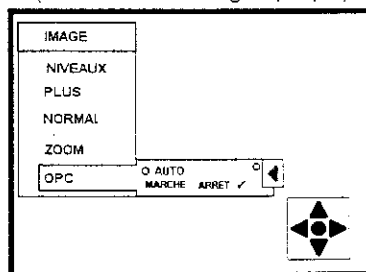 IMAGE
NIVEAUX
PLUS
NORMAL
ZOOM
OPC
O AUTO O
MARCHE ARRET ✓